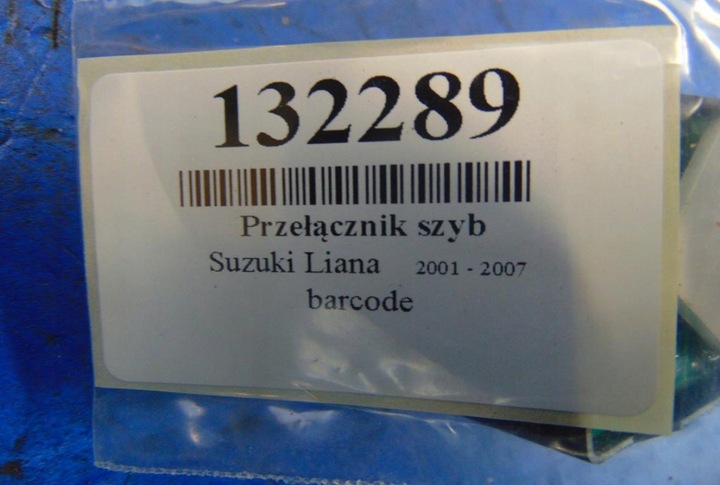 132289
Przełącznik szyb
Suzuki Liana 2001 - 2007
barcode